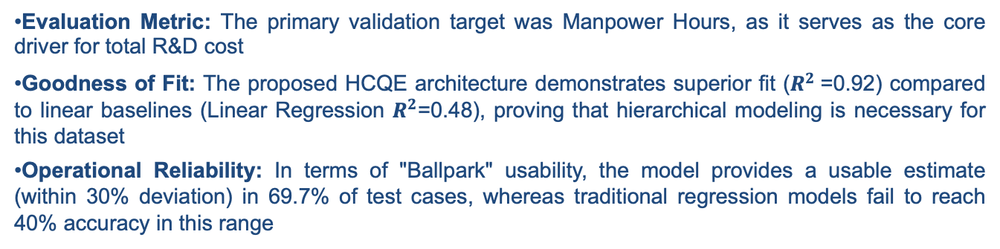 •Evaluation Metric: The primary validation target was Manpower Hours, as it serves as the core
driver for total R&D cost
•Goodness of Fit: The proposed HCQE architecture demonstrates superior fit (R² =0.92) compared
to linear baselines (Linear Regression R²=0.48), proving that hierarchical modeling is necessary for
this dataset
•Operational Reliability: In terms of "Ballpark" usability, the model provides a usable estimate
(within 30% deviation) in 69.7% of test cases, whereas traditional regression models fail to reach
40% accuracy in this range